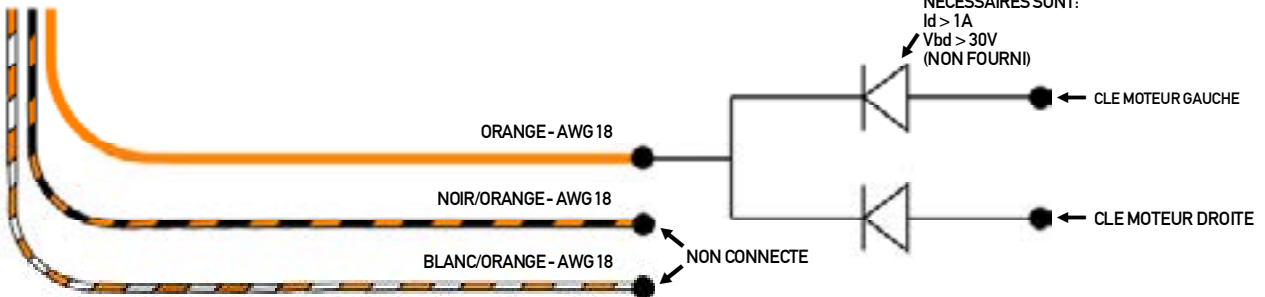 NECESSAIRES SONT:
Id > 1A
Vbd > 30V
(NON FOURNI)
CLE MOTEUR GAUCHE
ORANGE - AWG 18
NOIR/ORANGE - AWG 18
CLE MOTEUR DROITE
NON CONNECTE
BLANC/ORANGE - AWG 18